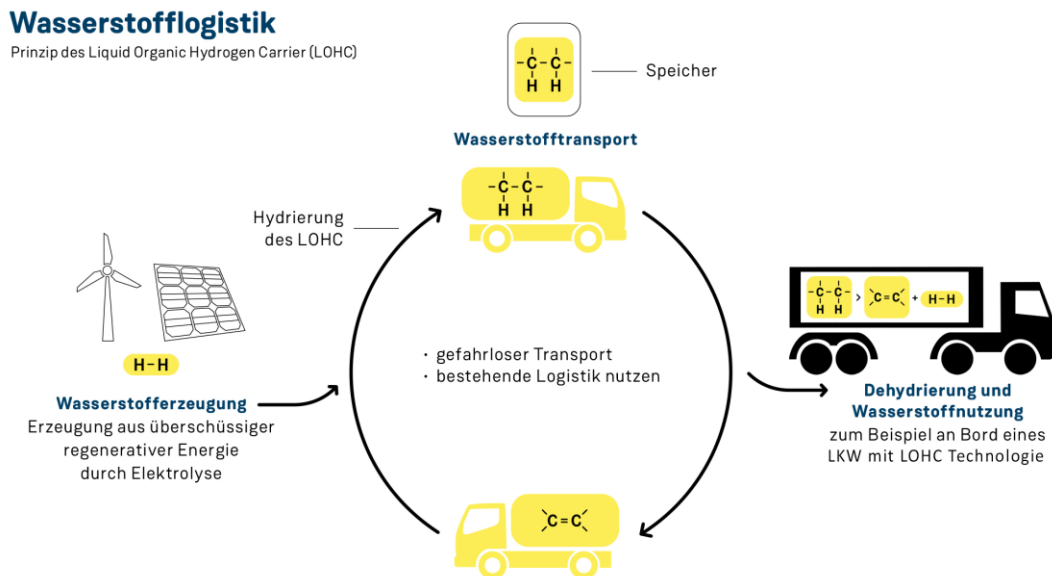 Wasserstofflogistik
Prinzip des Liquid Organic Hydrogen Carrier (LOHC)
-C-C-
H H
Speicher
Wasserstofftransport
-C-C-
H H
Hydrierung
des LOHC
H-H
Wasserstofferzeugung
Erzeugung aus überschüssiger
regenerativer Energie
durch Elektrolyse
· gefahrloser Transport
· bestehende Logistik nutzen
-C-C- > C=C + H-H
H H
Dehydrierung und
Wasserstoffnutzung
zum Beispiel an Bord eines
LKW mit LOHC Technologie
C=C